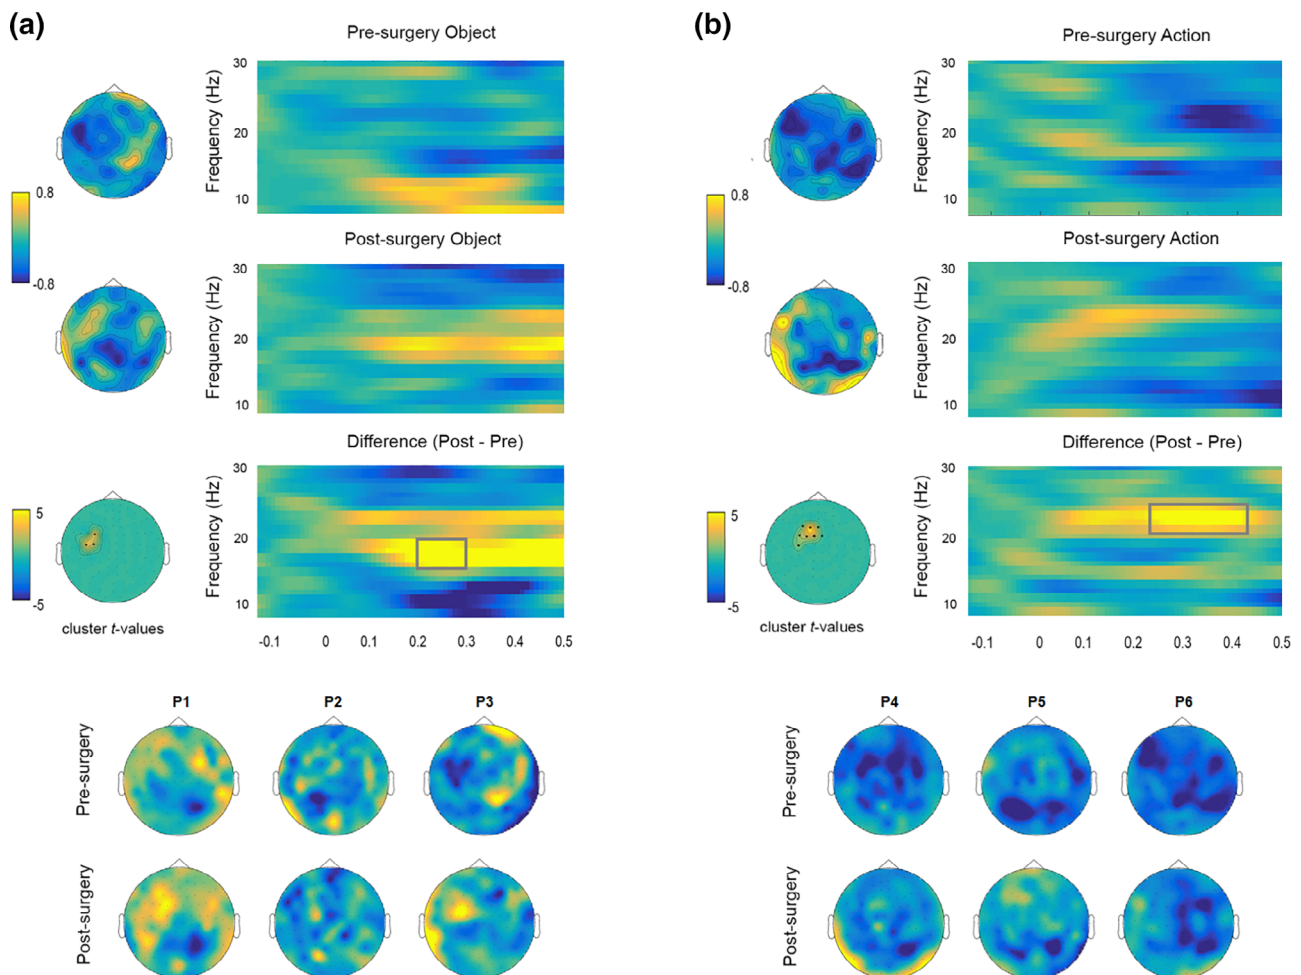 (a)
Pre-surgery Object
Frequency (Hz)
30
20
10
0.8
-0.8
Post-surgery Object
Frequency (Hz)
30
20
10
Difference (Post - Pre)
Frequency (Hz)
30
20
10
5
-5
cluster t-values
-0.1 0 0.1 0.2 0.3 0.4 0.5
P1 P2 P3
Pre-surgery
Post-surgery
(b)
Pre-surgery Action
Frequency (Hz)
30
20
10
0.8
-0.8
Post-surgery Action
Frequency (Hz)
30
20
10
Difference (Post - Pre)
Frequency (Hz)
30
20
10
5
-5
cluster t-values
-0.1 0 0.1 0.2 0.3 0.4 0.5
P4 P5 P6
Pre-surgery
Post-surgery